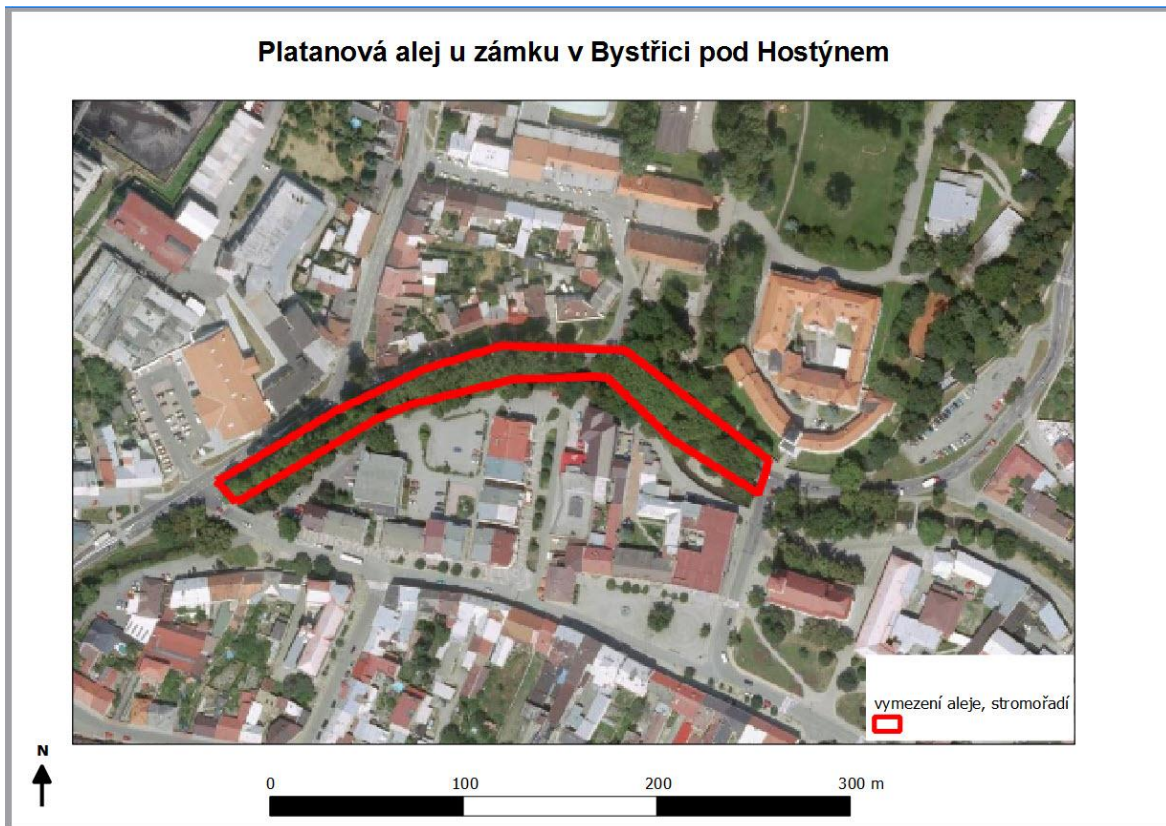 Platanová alej u zámku v Bystřici pod Hostýnem
vymezení aleje, stromořadí
N
0 100 200 300 m